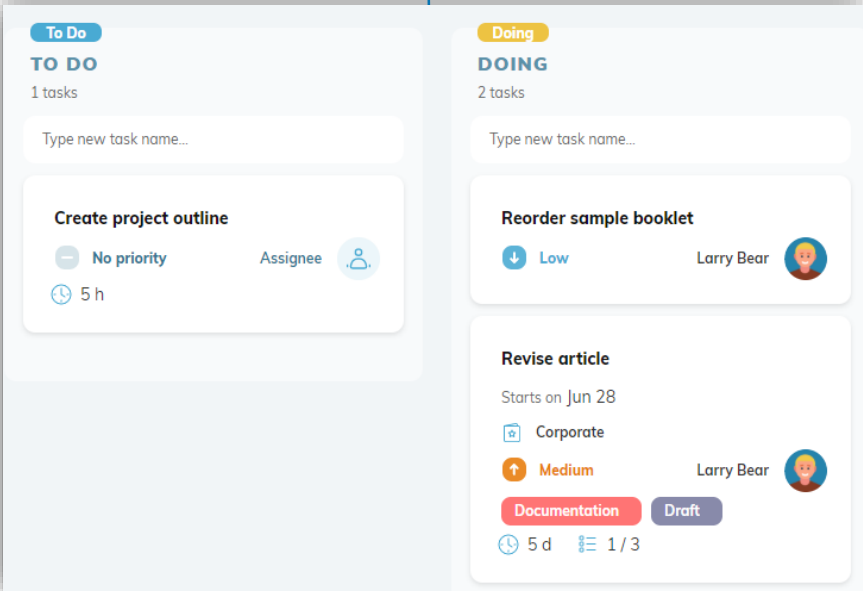 To Do
TO DO
1 tasks
Type new task name...
Create project outline
No priority
Assignee
5 h
Doing
DOING
2 tasks
Type new task name...
Reorder sample booklet
Low
Larry Bear
Revise article
Starts on Jun 28
Corporate
Medium
Larry Bear
Documentation
Draft
5 d
1 / 3